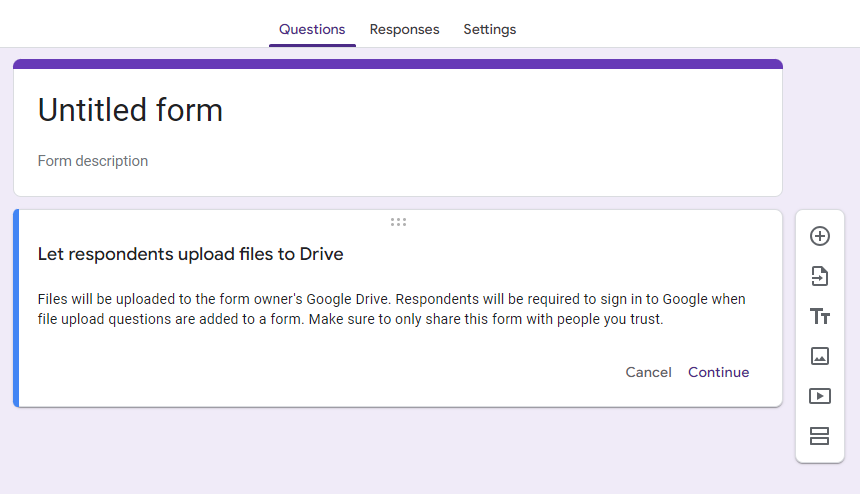 Questions Responses Settings
Untitled form
Form description
Let respondents upload files to Drive
Files will be uploaded to the form owner's Google Drive. Respondents will be required to sign in to Google when
file upload questions are added to a form. Make sure to only share this form with people you trust.
Cancel Continue
Tт